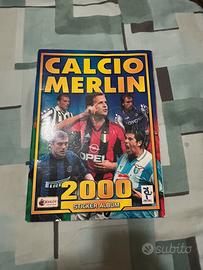 CALCIO
MERLIN
OPEL
2000
STICKER ALBUM
subito